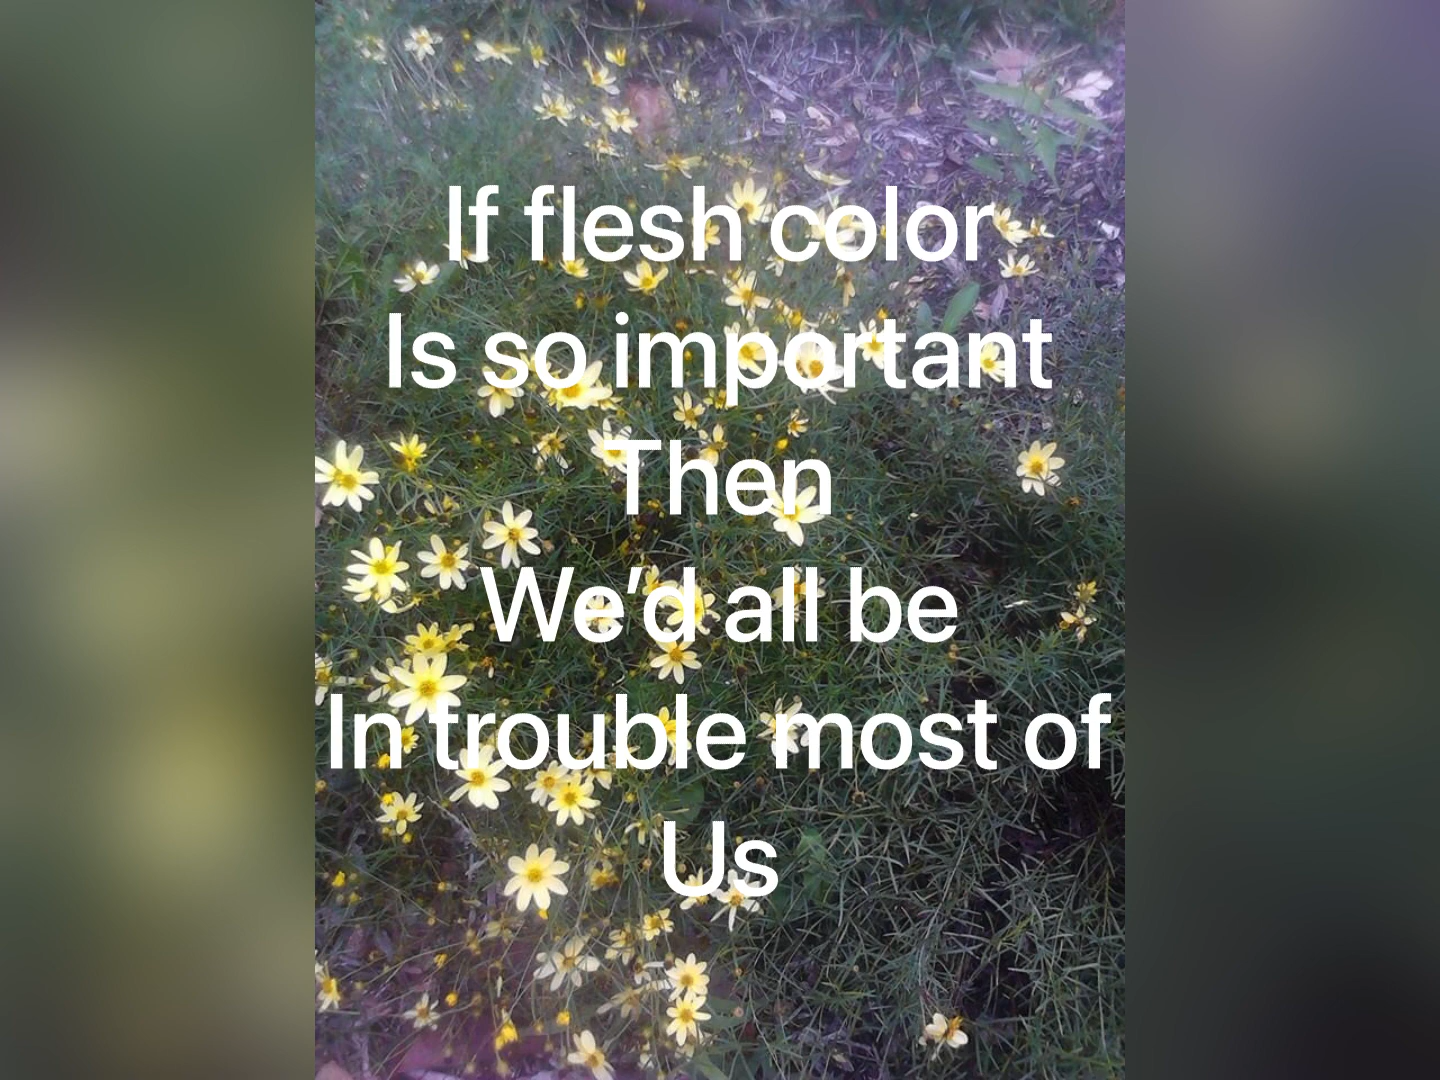 If flesh color
Is so important
Then
We’d all be
In trouble most of
Us